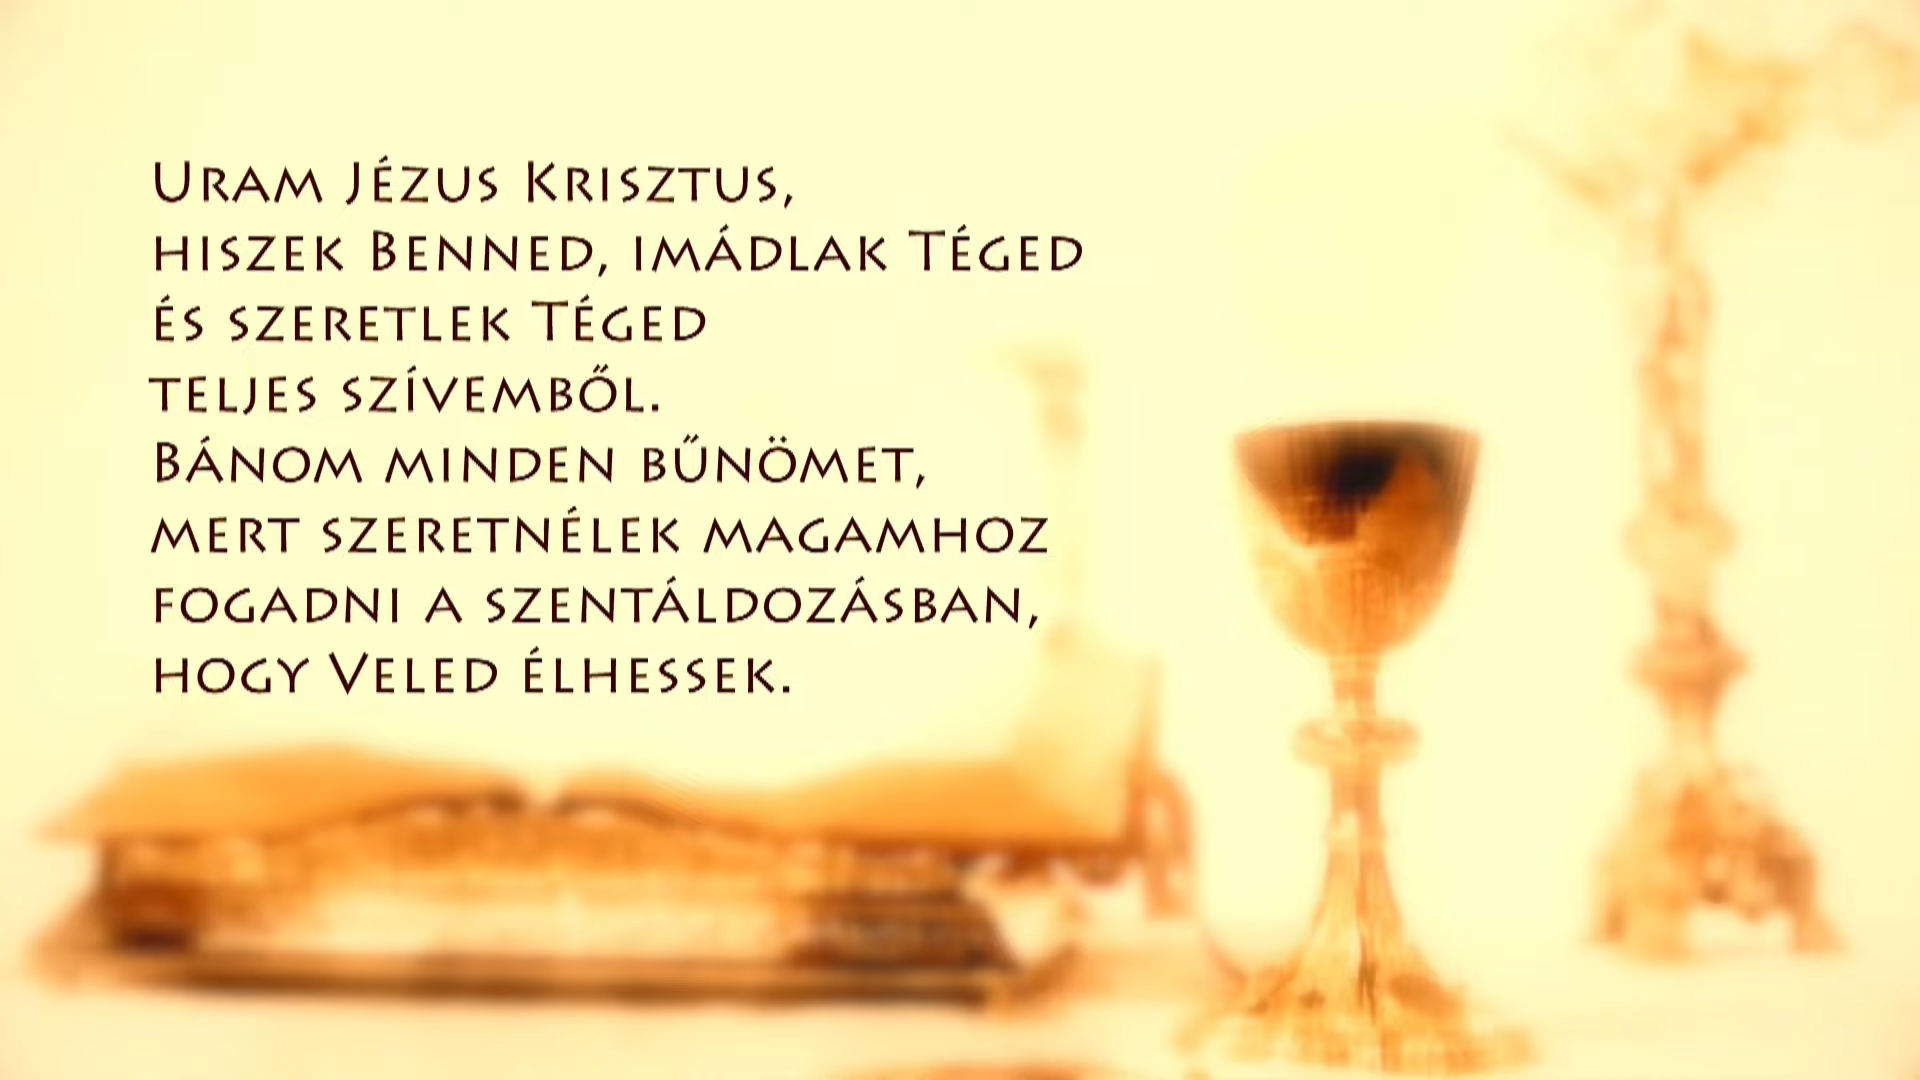 Uram Jézus Krisztus,
hiszek Benned, imádlak Téged
és szeretlek Téged
teljes szívemből.
Bánom minden bűnömet,
mert szeretnélek magamhoz
fogadni a szentáldozásban,
hogy Veled élhessek.